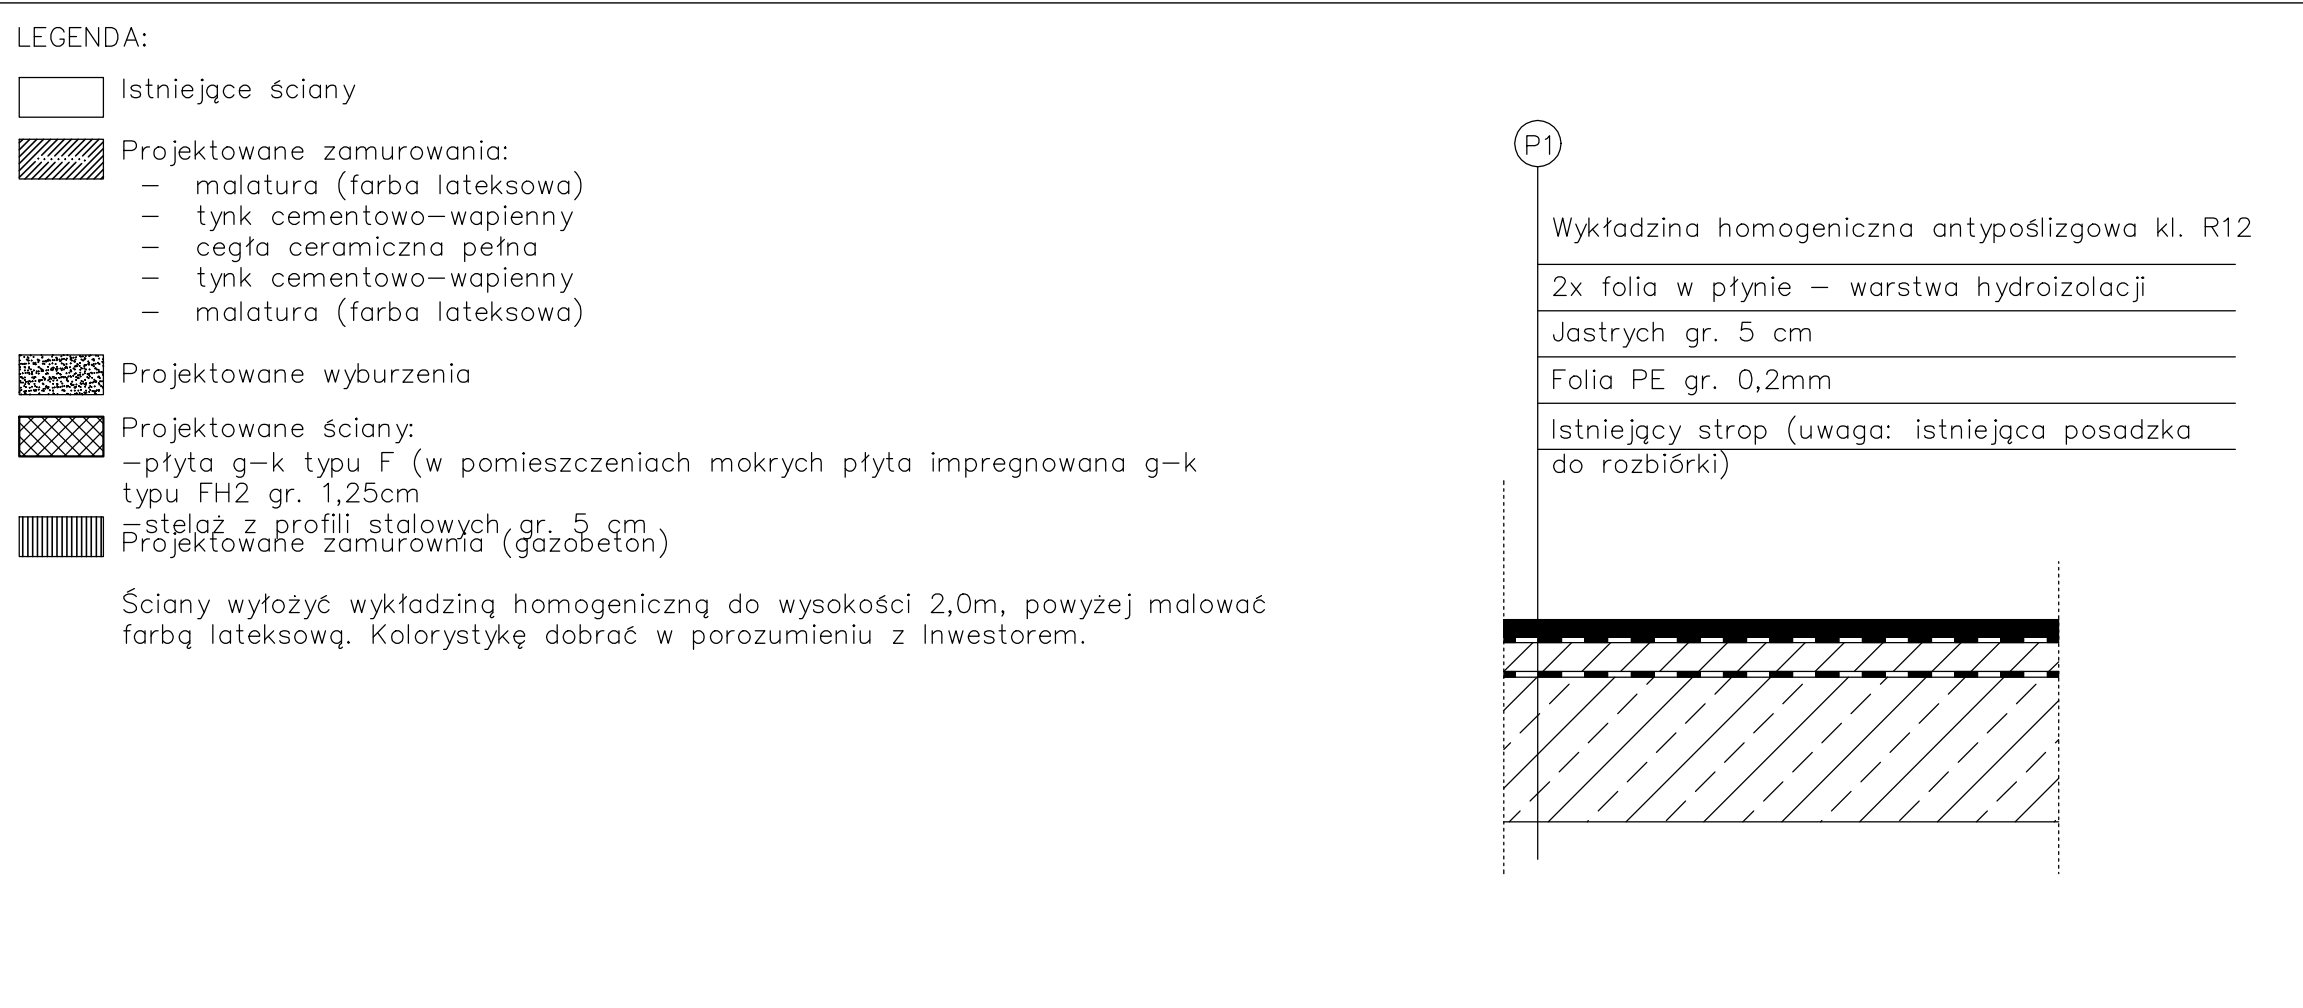 LEGENDA:
Istniejące ściany
Projektowane zamurowania:
– malatura (farba lateksowa)
– tynk cementowo–wapienny
– cegła ceramiczna pełna
– tynk cementowo–wapienny
– malatura (farba lateksowa)
Projektowane wyburzenia
Projektowane ściany:
–płyta g–k typu F (w pomieszczeniach mokrych płyta impregnowana g–k
typu FH2 gr. 1,25cm
–stelaż z profili stalowych gr. 5 cm
Projektowane zamurownia (gazobeton)
Ściany wyłożyć wykładziną homogeniczną do wysokości 2,0m, powyżej malować
farbą lateksową. Kolorystykę dobrać w porozumieniu z Inwestorem.
P1
Wykładzina homogeniczna antypoślizgowa kl. R12
2x folia w płynie – warstwa hydroizolacji
Jastrych gr. 5 cm
Folia PE gr. 0,2mm
Istniejący strop (uwaga: istniejąca posadzka
do rozbiórki)